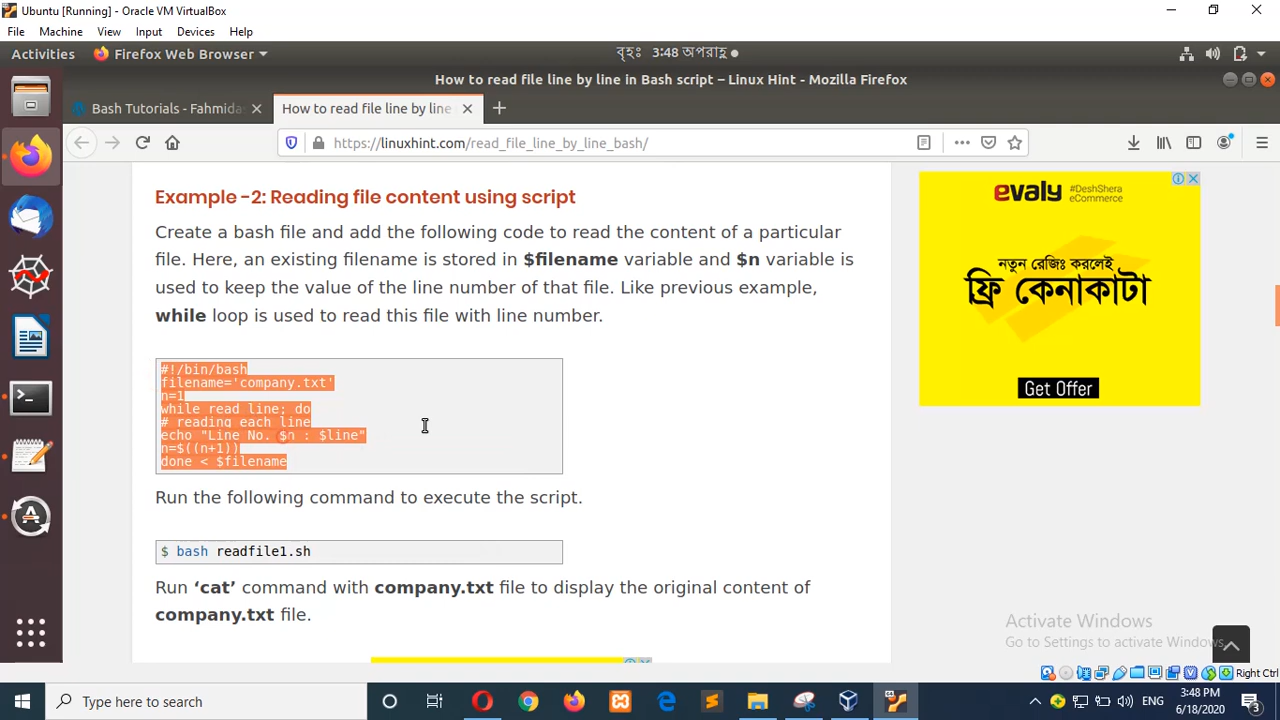 Ubuntu [Running] - Oracle VM VirtualBox
File Machine View Input Devices Help
Activities Firefox Web Browser বৃহঃ 3:48 অপরাহ্ণ
How to read file line by line in Bash script – Linux Hint - Mozilla Firefox
Bash Tutorials - Fahmida
How to read file line by line
https://linuxhint.com/read_file_line_by_line_bash/
Example -2: Reading file content using script
Create a bash file and add the following code to read the content of a particular
file. Here, an existing filename is stored in $filename variable and $n variable is
used to keep the value of the line number of that file. Like previous example,
while loop is used to read this file with line number.
#!/bin/bash
filename='company.txt'
n=1
while read line; do
# reading each line
echo "Line No. $n : $line"
n=$((n+1))
done < $filename
Run the following command to execute the script.
$ bash readfile1.sh
Run ‘cat’ command with company.txt file to display the original content of
company.txt file.
evaly #DeshShera
eCommerce
নতুন রেজিঃ করলেই
ফ্রি কেনাকাটা
Get Offer
Activate Windows
Go to Settings to activate Windows.
Right Ctrl
Type here to search
ENG
3:48 PM
6/18/2020
3